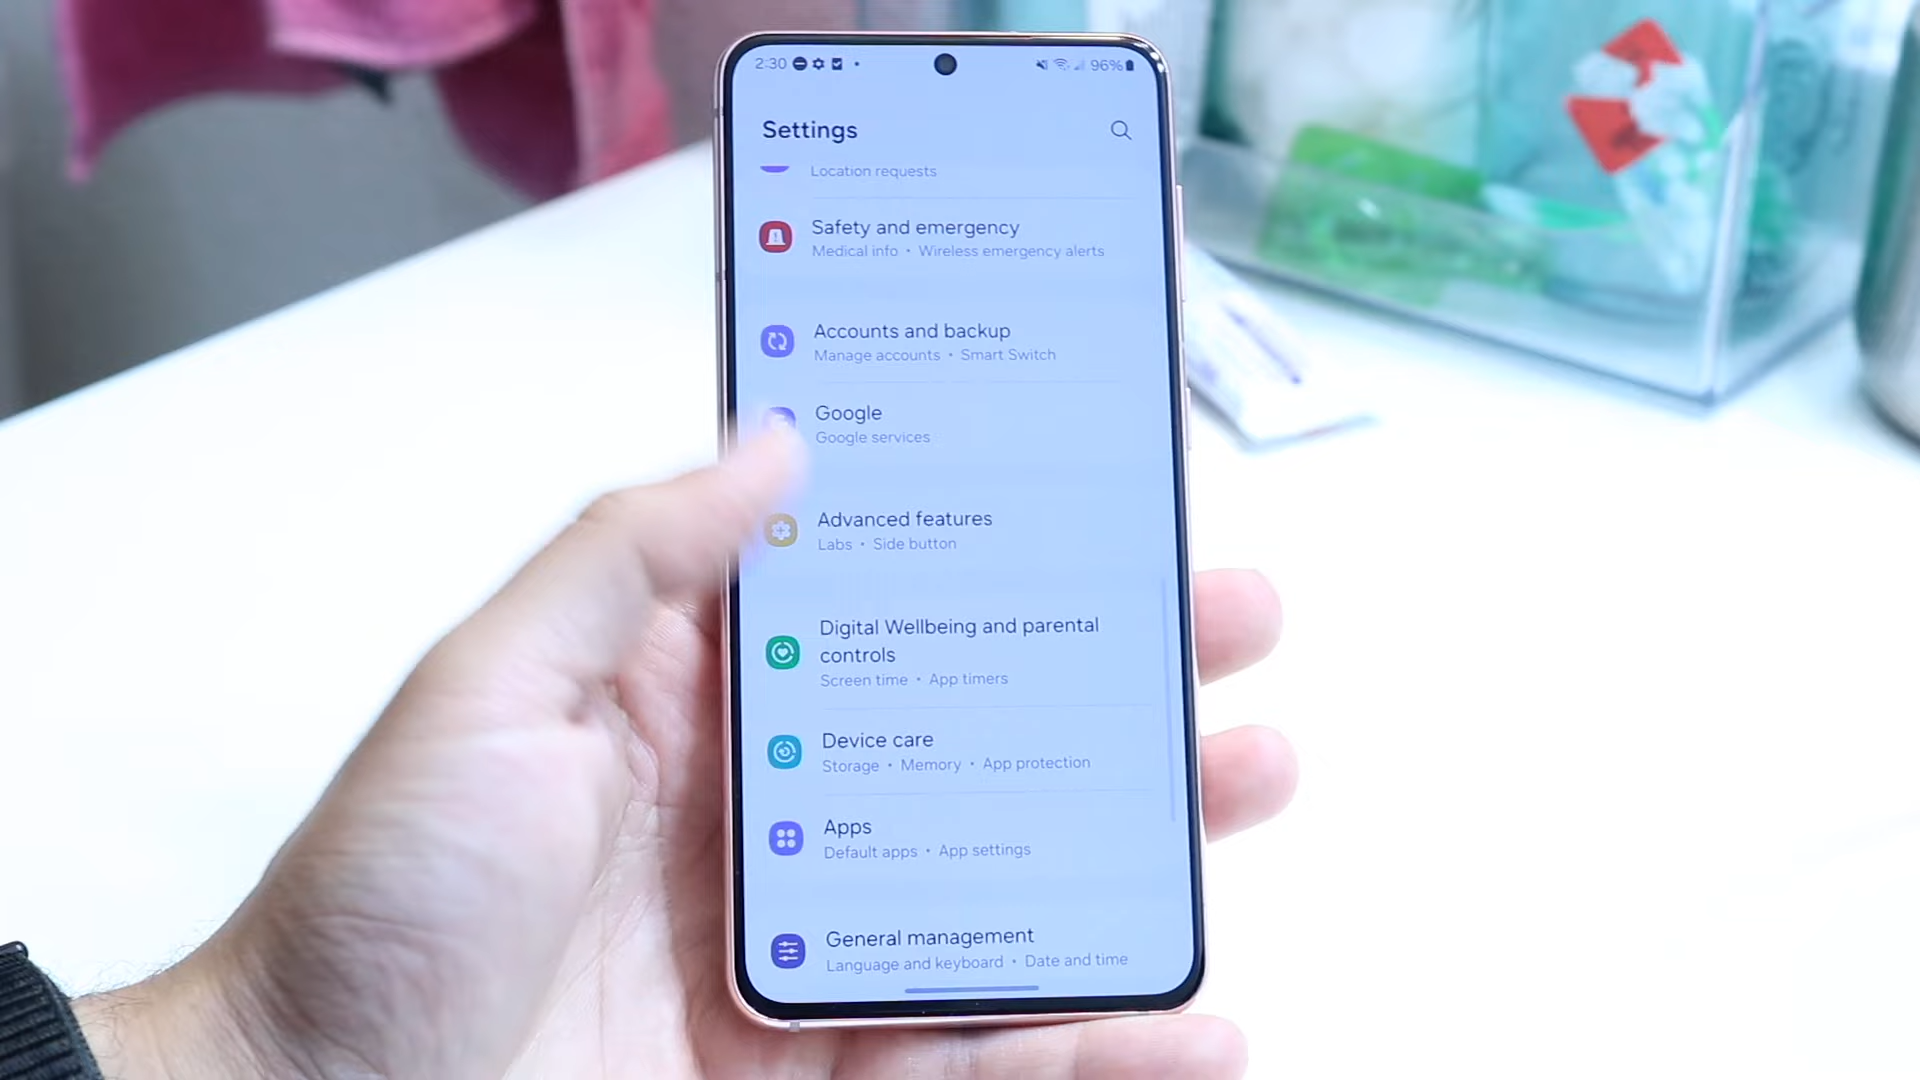 2:30 96%
Settings
Location requests
Safety and emergency
Medical info • Wireless emergency alerts
Accounts and backup
Manage accounts • Smart Switch
Google
Google services
Advanced features
Labs • Side button
Digital Wellbeing and parental
controls
Screen time • App timers
Device care
Storage • Memory • App protection
Apps
Default apps • App settings
General management
Language and keyboard • Date and time